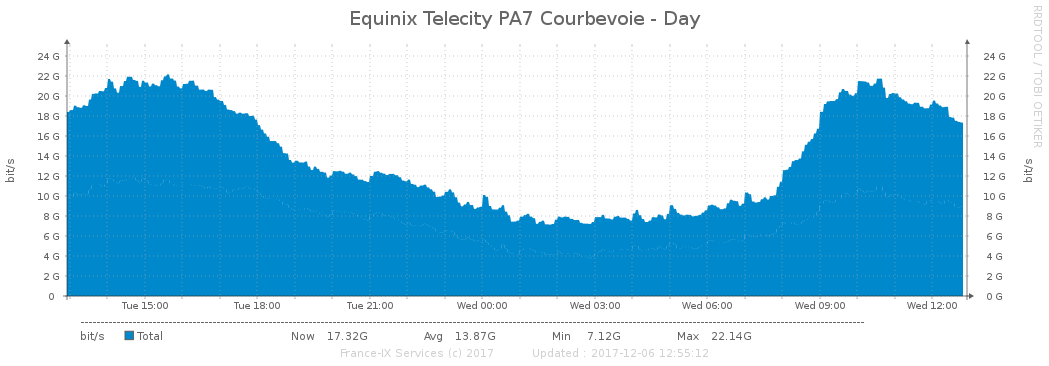 Equinix Telecity PA7 Courbevoie - Day
RRDTOOL / TOBI OETIKER
bit/s
24 G 24 G
22 G 22 G
20 G 20 G
18 G 18 G
16 G 16 G
14 G 14 G
12 G 12 G
10 G 10 G
8 G 8 G
6 G 6 G
4 G 4 G
2 G 2 G
0 0 G
bit/s
Tue 15:00 Tue 18:00 Tue 21:00 Wed 00:00 Wed 03:00 Wed 06:00 Wed 09:00 Wed 12:00
bit/s Total Now 17.32G Avg 13.87G Min 7.12G Max 22.14G
France-IX Services (c) 2017 Updated : 2017-12-06 12:55:12